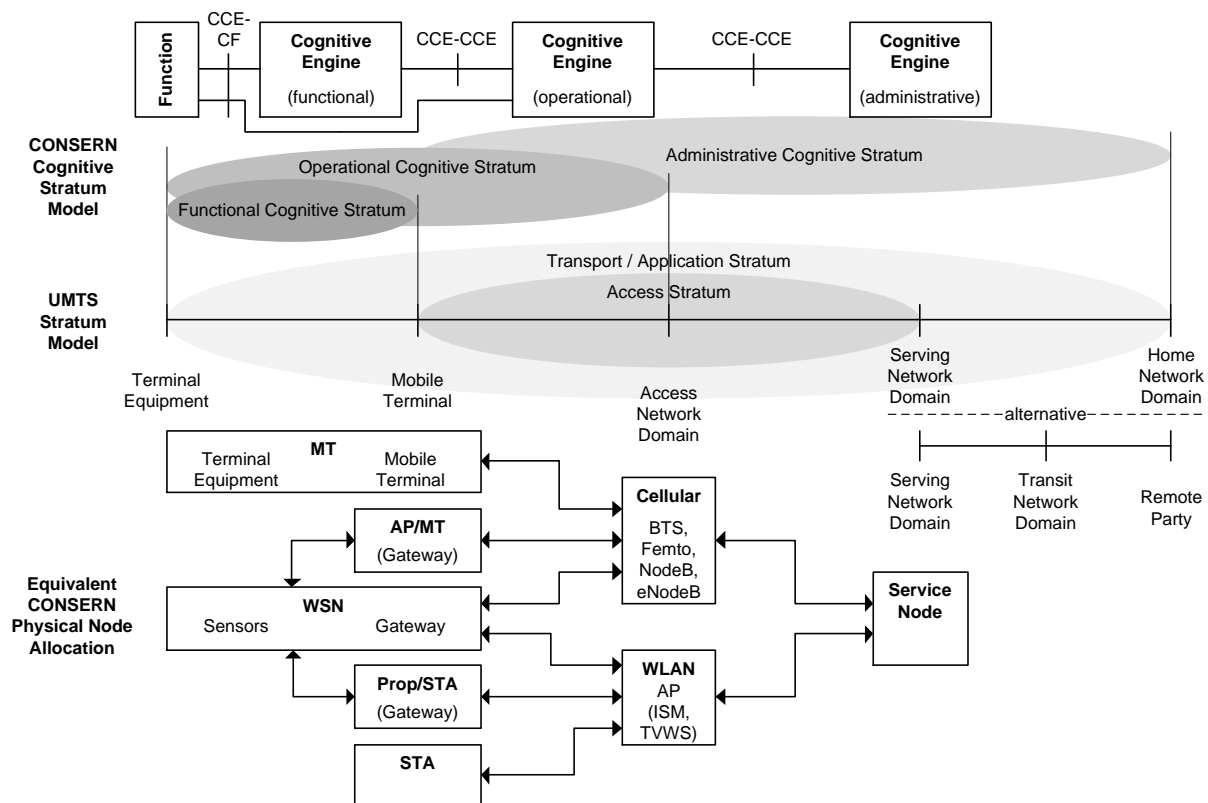 CCE-
CF
Function
Cognitive
Engine
(functional)
CCE-CCE
Cognitive
Engine
(operational)
CCE-CCE
Cognitive
Engine
(administrative)
CONSERN
Cognitive
Stratum
Model
Operational Cognitive Stratum
Administrative Cognitive Stratum
Functional Cognitive Stratum
Transport / Application Stratum
Access Stratum
UMTS
Stratum
Model
Terminal
Equipment
Mobile
Terminal
Access
Network
Domain
Serving
Network
Domain
Home
Network
Domain
alternative
Serving
Network
Domain
Transit
Network
Domain
Remote
Party
Equivalent
CONSERN
Physical Node
Allocation
MT
Terminal
Equipment
Mobile
Terminal
AP/MT
(Gateway)
WSN
Sensors
Gateway
Prop/STA
(Gateway)
STA
Cellular
BTS,
Femto,
NodeB,
eNodeB
WLAN
AP
(ISM,
TVWS)
Service
Node